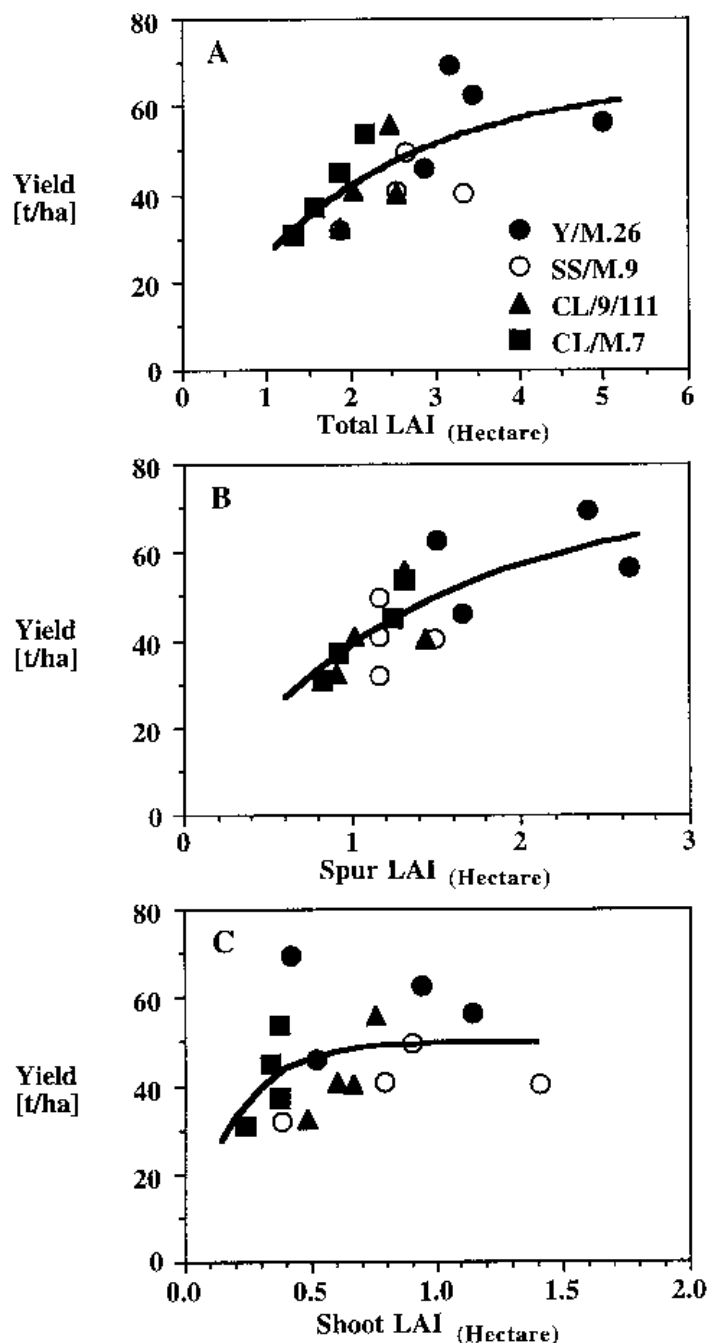 80
A
60
Yield
[t/ha]
40
20
0
Y/M.26
SS/M.9
CL/9/111
CL/M.7
0 1 2 3 4 5 6
Total LAI (Hectare)
80
B
60
Yield
[t/ha]
40
20
0
0 1 2 3
Spur LAI (Hectare)
80
C
60
Yield
[t/ha]
40
20
0
0.0 0.5 1.0 1.5 2.0
Shoot LAI (Hectare)